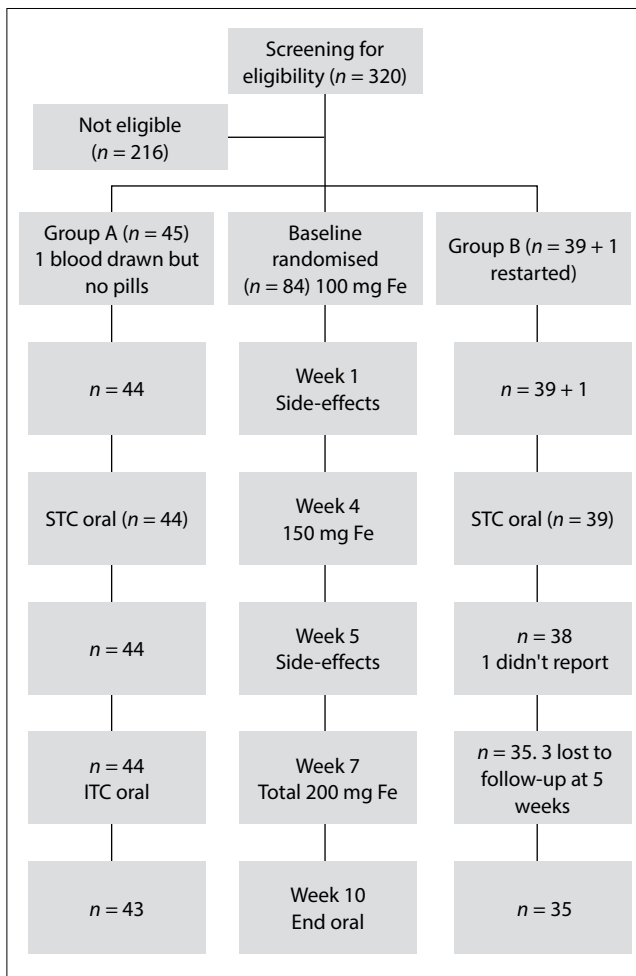 Screening for
eligibility (n = 320)
Not eligible
(n = 216)
Group A (n = 45)
1 blood drawn but
no pills
Baseline
randomised
(n = 84) 100 mg Fe
Group B (n = 39 + 1
restarted)
n = 44
Week 1
Side-effects
n = 39 + 1
STC oral (n = 44)
Week 4
150 mg Fe
STC oral (n = 39)
n = 44
Week 5
Side-effects
n = 38
1 didn't report
n = 44
ITC oral
Week 7
Total 200 mg Fe
n = 35. 3 lost to
follow-up at 5
weeks
n = 43
Week 10
End oral
n = 35